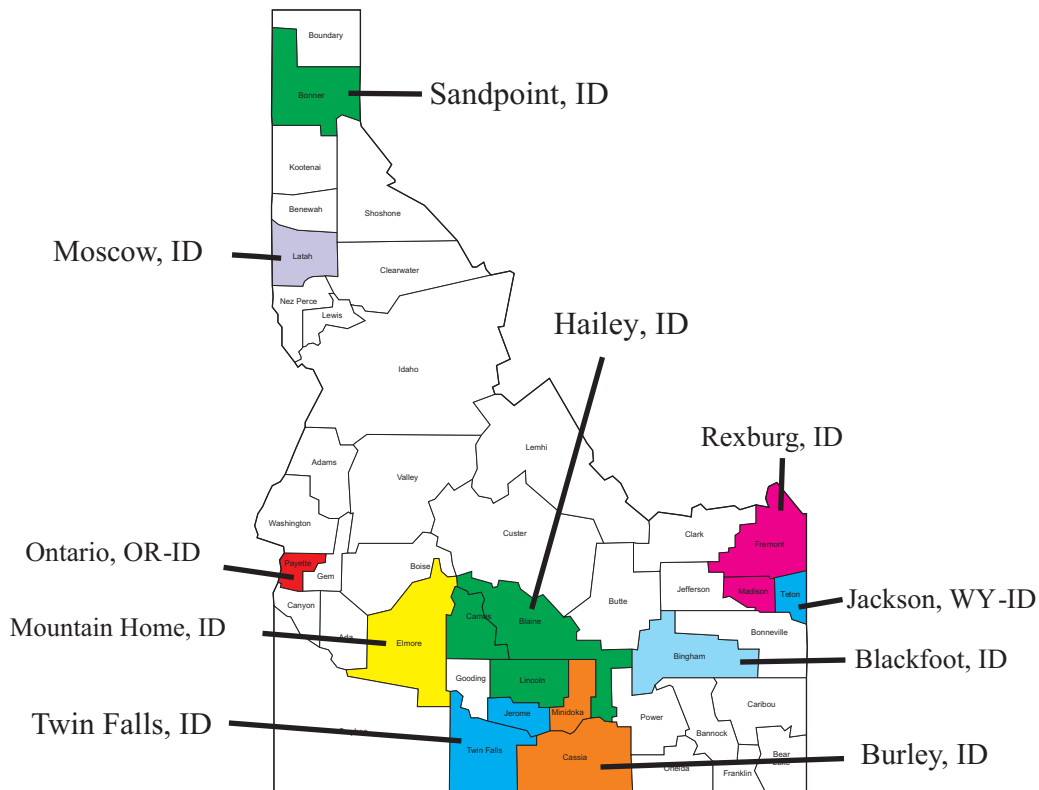 Boundary
Sandpoint, ID
Bonner
Kootenai
Benewah
Shoshone
Moscow, ID
Latah
Clearwater
Nez Perce
Lewis
Hailey, ID
Idaho
Rexburg, ID
Lemhi
Adams
Valley
Washington
Custer
Clark
Fremont
Ontario, OR-ID
Payette
Gem
Boise
Jefferson
Madison
Teton
Jackson, WY-ID
Canyon
Butte
Camas
Blaine
Mountain Home, ID
Ada
Elmore
Bonneville
Bingham
Blackfoot, ID
Gooding
Lincoln
Twin Falls, ID
Jerome
Minidoka
Power
Caribou
Bannock
Twin Falls
Cassia
Bear
Lake
Burley, ID
Oneida
Franklin